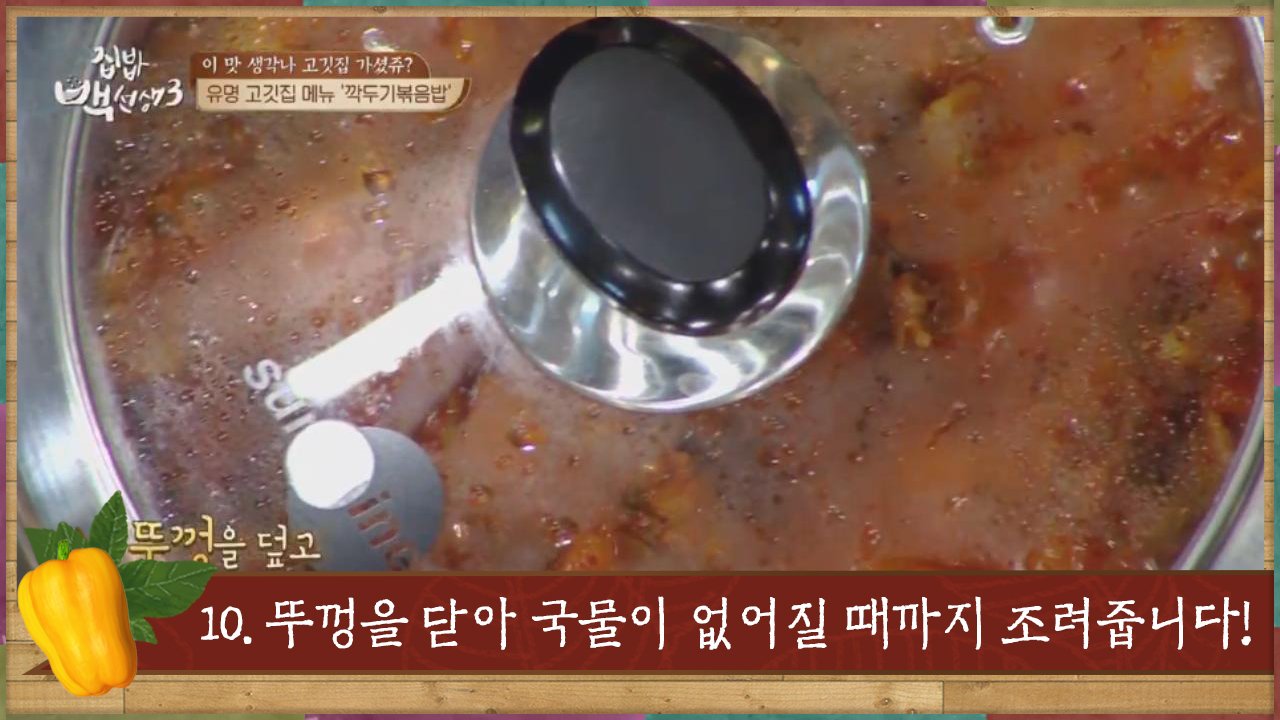 집밥
백선생3
이 맛 생각나 고깃집 가셨쥬?
유명 고깃집 메뉴 '깍두기볶음밥'
뚜껑을 덮고
10. 뚜껑을 닫아 국물이 없어질 때까지 조려줍니다!